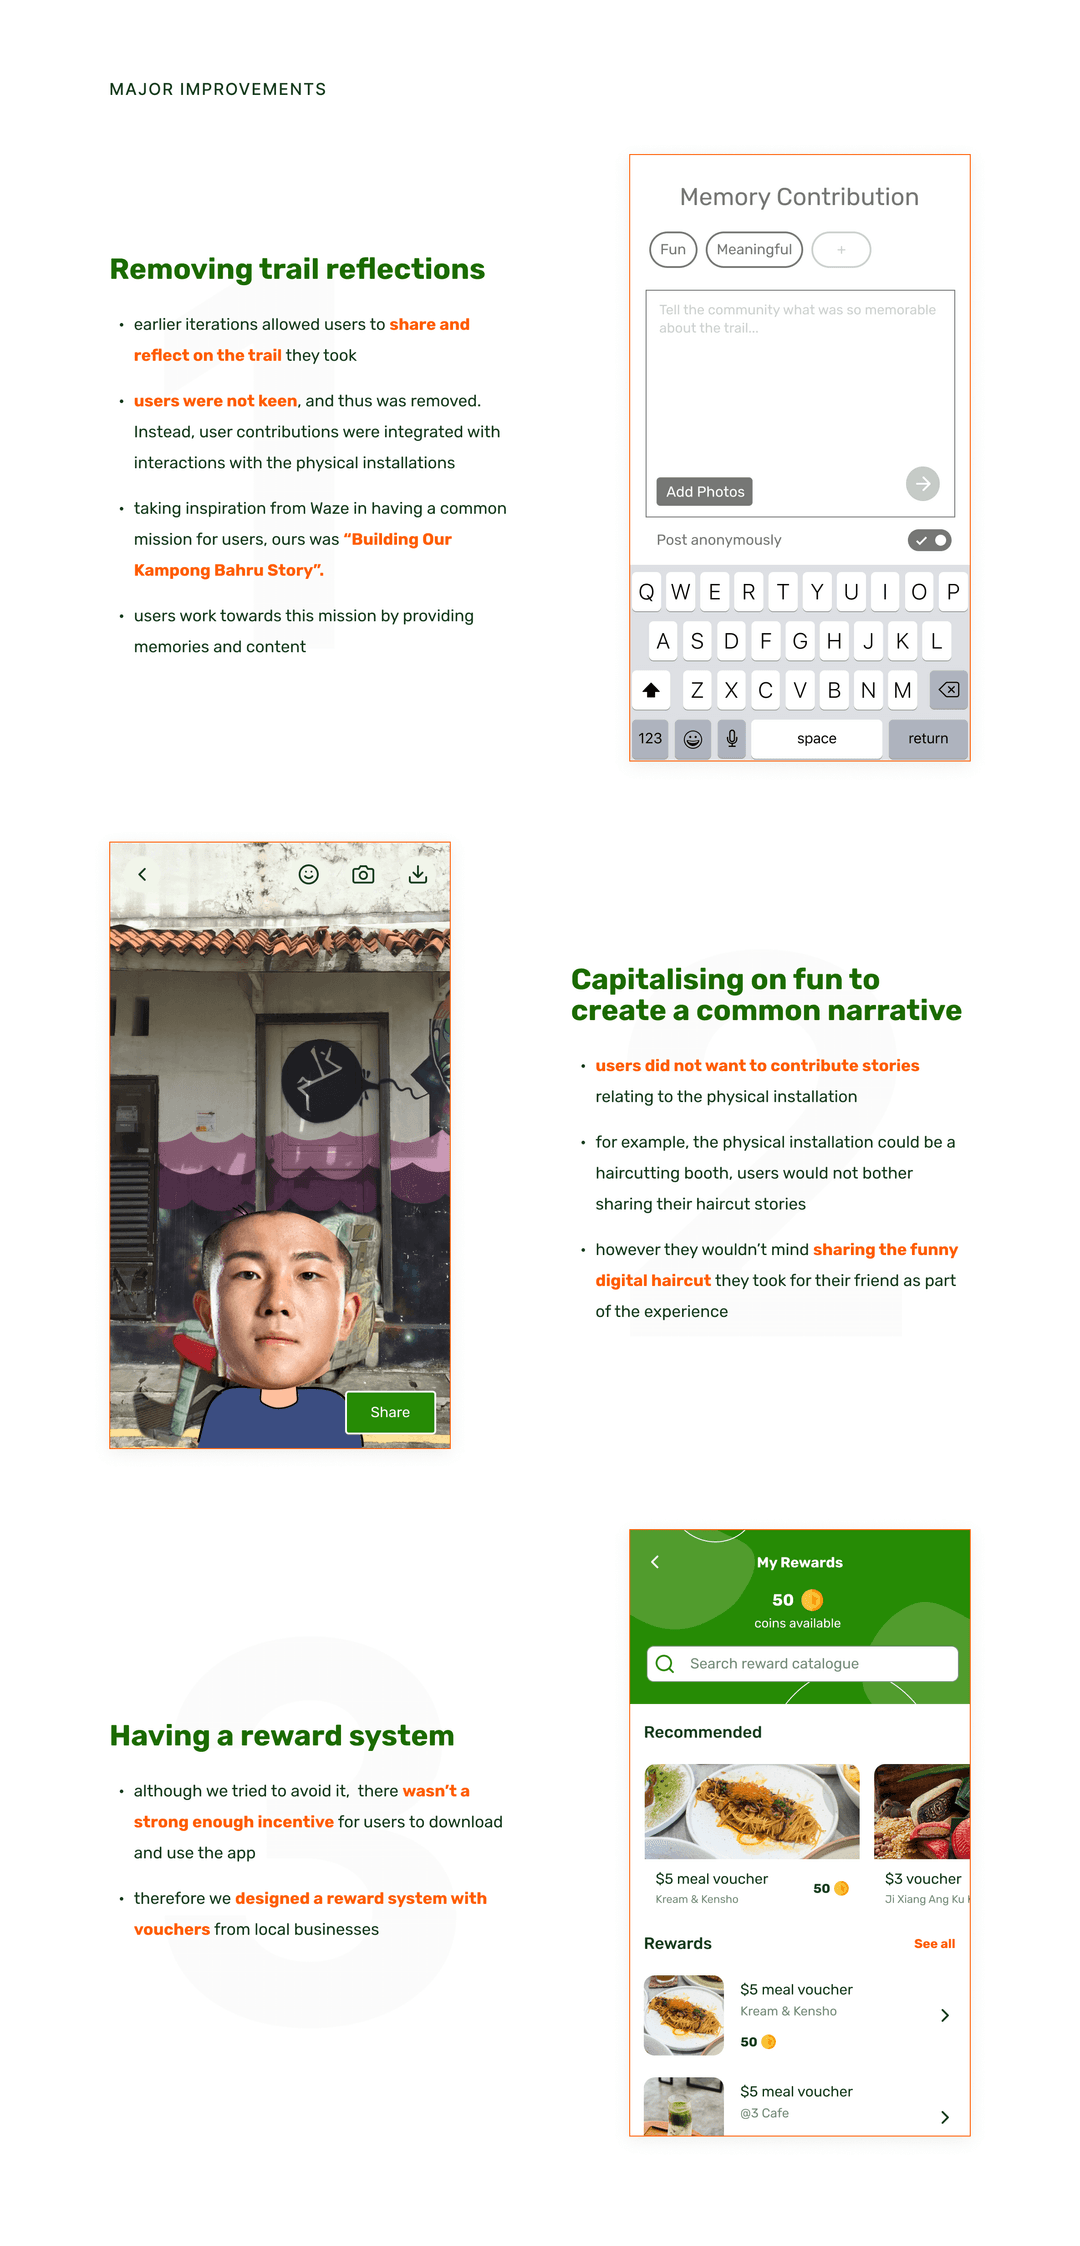 MAJOR IMPROVEMENTS
1
Removing trail reflections
• earlier iterations allowed users to share and
reflect on the trail they took
• users were not keen, and thus was removed.
Instead, user contributions were integrated with
interactions with the physical installations
• taking inspiration from Waze in having a common
mission for users, ours was “Building Our
Kampong Bahru Story”.
• users work towards this mission by providing
memories and content
Memory Contribution
Fun Meaningful +
Tell the community what was so memorable
about the trail...
Add Photos
Post anonymously
Q W E R T Y U I O P
A S D F G H J K L
Z X C V B N M
123 space return
Share
2
Capitalising on fun to
create a common narrative
• users did not want to contribute stories
relating to the physical installation
• for example, the physical installation could be a
haircutting booth, users would not bother
sharing their haircut stories
• however they wouldn’t mind sharing the funny
digital haircut they took for their friend as part
of the experience
3
Having a reward system
• although we tried to avoid it,  there wasn’t a
strong enough incentive for users to download
and use the app
• therefore we designed a reward system with
vouchers from local businesses
My Rewards
50
coins available
Search reward catalogue
Recommended
$5 meal voucher
Kream & Kensho
50
$3 voucher
Ji Xiang Ang Ku
Rewards See all
$5 meal voucher
Kream & Kensho
50
$5 meal voucher
@3 Cafe